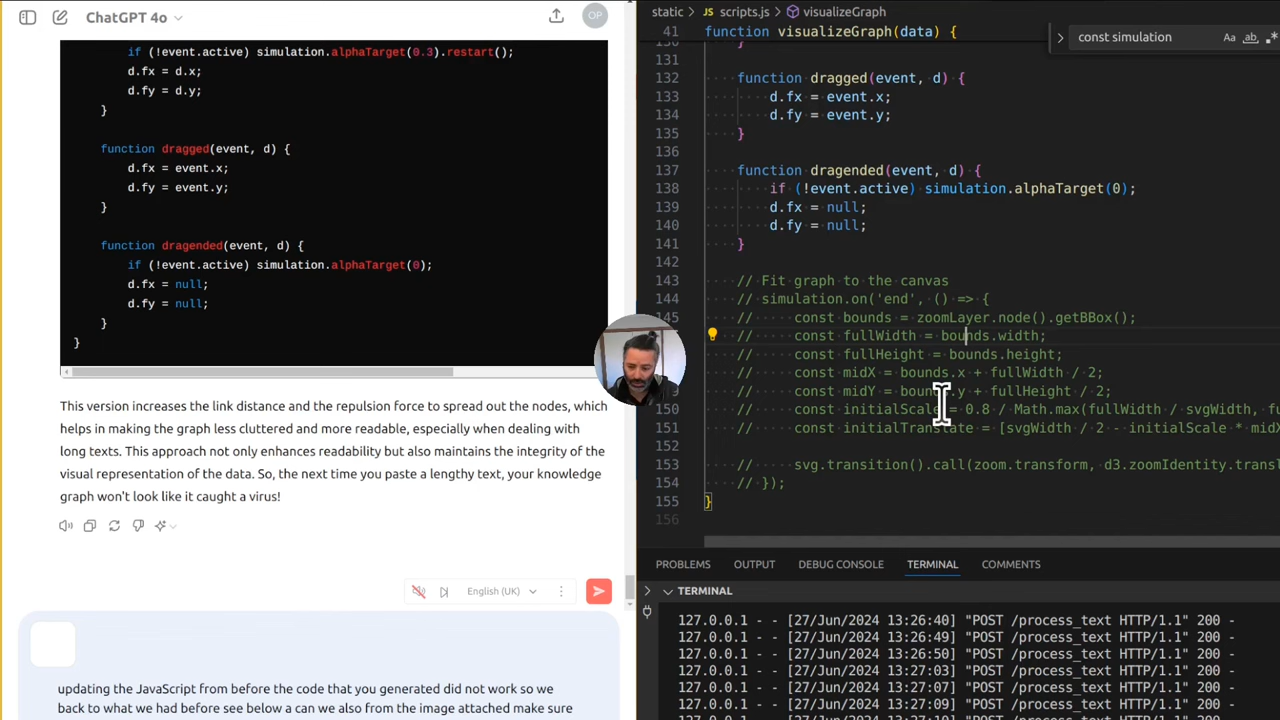 ChatGPT 4o
OP
if (!event.active) simulation.alphaTarget(0.3).restart();
d.fx = d.x;
d.fy = d.y;
}
function dragged(event, d) {
d.fx = event.x;
d.fy = event.y;
}
function dragended(event, d) {
if (!event.active) simulation.alphaTarget(0);
d.fx = null;
d.fy = null;
}
}
This version increases the link distance and the repulsion force to spread out the nodes, which
helps in making the graph less cluttered and more readable, especially when dealing with
long texts. This approach not only enhances readability but also maintains the integrity of the
visual representation of the data. So, the next time you paste a lengthy text, your knowledge
graph won't look like it caught a virus!
English (UK)
updating the JavaScript from before the code that you generated did not work so we
back to what we had before see below a can we also from the image attached make sure
static > JS scripts.js > visualizeGraph
41 function visualizeGraph(data) {
const simulation
Aa ab
130 }
131
132 function dragged(event, d) {
133 d.fx = event.x;
134 d.fy = event.y;
135 }
136
137 function dragended(event, d) {
138 if (!event.active) simulation.alphaTarget(0);
139 d.fx = null;
140 d.fy = null;
141 }
142
143 // Fit graph to the canvas
144 // simulation.on('end', () => {
145 // const bounds = zoomLayer.node().getBBox();
// const fullWidth = bounds.width;
// const fullHeight = bounds.height;
// const midX = bounds.x + fullWidth / 2;
// const midY = bounds.y + fullHeight / 2;
150 // const initialScale = 0.8 / Math.max(fullWidth / svgWidth,
151 // const initialTranslate = [svgWidth / 2 - initialScale * midX
152
153 // svg.transition().call(zoom.transform, d3.zoomIdentity.transl
154 // });
155 }
156
PROBLEMS OUTPUT DEBUG CONSOLE TERMINAL COMMENTS
TERMINAL
127.0.0.1 - - [27/Jun/2024 13:26:40] "POST /process_text HTTP/1.1" 200 -
127.0.0.1 - - [27/Jun/2024 13:26:49] "POST /process_text HTTP/1.1" 200 -
127.0.0.1 - - [27/Jun/2024 13:26:50] "POST /process_text HTTP/1.1" 200 -
127.0.0.1 - - [27/Jun/2024 13:27:03] "POST /process_text HTTP/1.1" 200 -
127.0.0.1 - - [27/Jun/2024 13:27:07] "POST /process_text HTTP/1.1" 200 -
127.0.0.1 - - [27/Jun/2024 13:27:09] "POST /process_text HTTP/1.1" 200 -